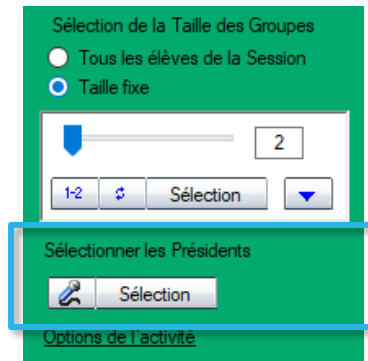 Sélection de la Taille des Groupes
Tous les élèves de la Session
Taille fixe
2
1-2 Sélection
Sélectionner les Présidents
Sélection
Options de l'activité